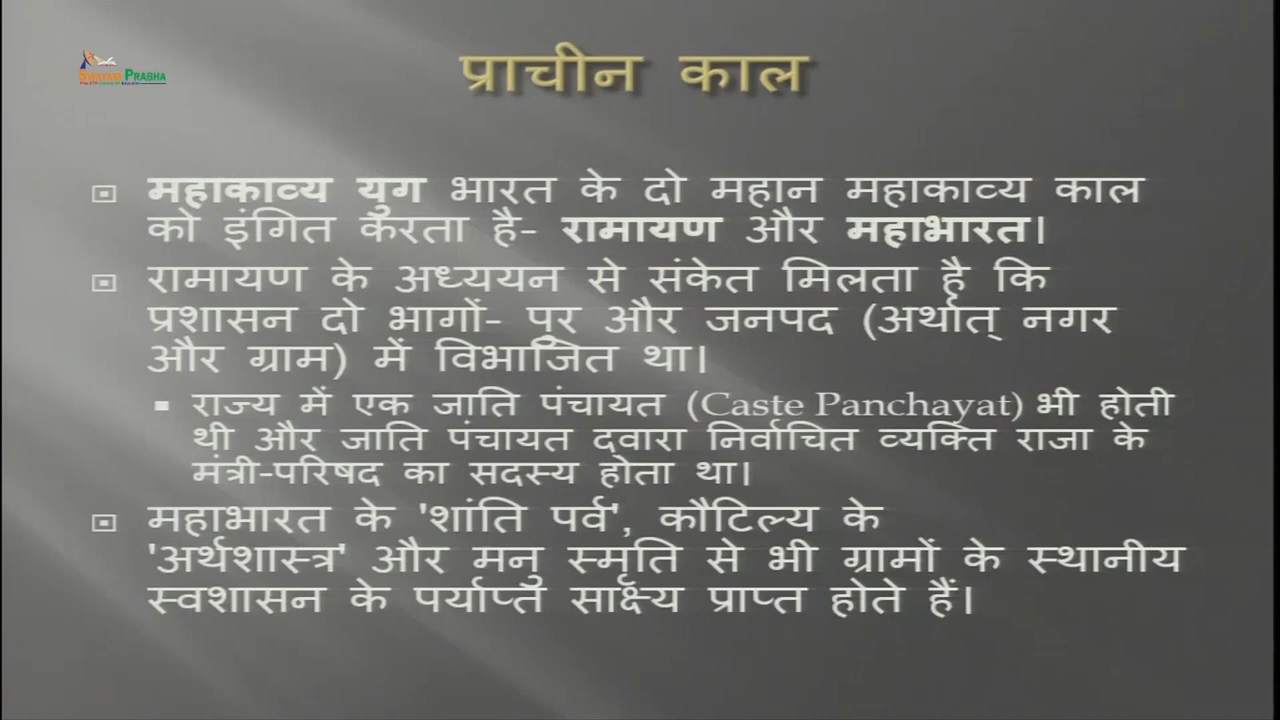 SWAYAM PRABHA
प्राचीन काल
महाकाव्य युग भारत के दो महान महाकाव्य काल
को इंगित करता है- रामायण और महाभारत।
रामायण के अध्ययन से संकेत मिलता है कि
प्रशासन दो भागों- पुर और जनपद (अर्थात् नगर
और ग्राम) में विभाजित था।
राज्य में एक जाति पंचायत (Caste Panchayat) भी होती
थी और जाति पंचायत दवारा निर्वाचित व्यक्ति राजा के
मंत्री-परिषद का सदस्य होता था।
महाभारत के 'शांति पर्व', कौटिल्य के
'अर्थशास्त्र' और मनु स्मृति से भी ग्रामों के स्थानीय
स्वशासन के पर्याप्त साक्ष्य प्राप्त होते हैं।